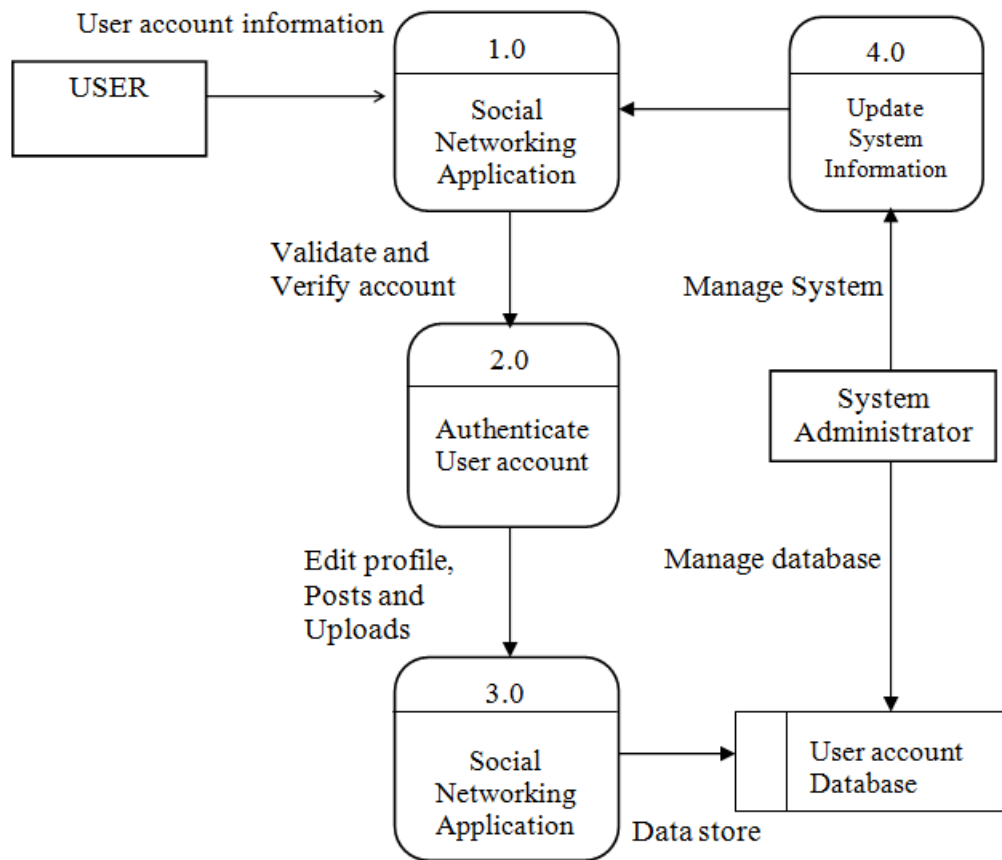 User account information
USER
1.0
Social
Networking
Application
4.0
Update
System
Information
Validate and
Verify account
Manage System
2.0
Authenticate
User account
System
Administrator
Edit profile,
Posts and
Uploads
Manage database
3.0
Social
Networking
Application
User account
Database
Data store